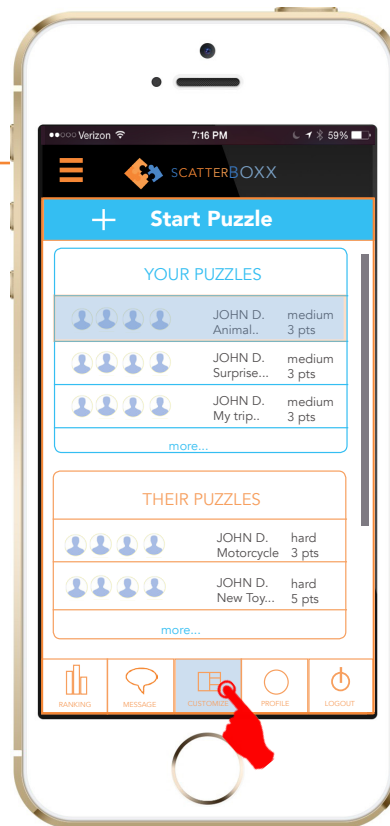 Verizon 7:16 PM 59%
SCATTERBOXX
+ Start Puzzle
YOUR PUZZLES
JOHN D. medium
Animal.. 3 pts
JOHN D. medium
Surprise... 3 pts
JOHN D. medium
My trip.. 3 pts
more...
THEIR PUZZLES
JOHN D. hard
Motorcycle 3 pts
JOHN D. hard
New Toy... 5 pts
more...
RANKING MESSAGE CUSTOMIZE PROFILE LOGOUT